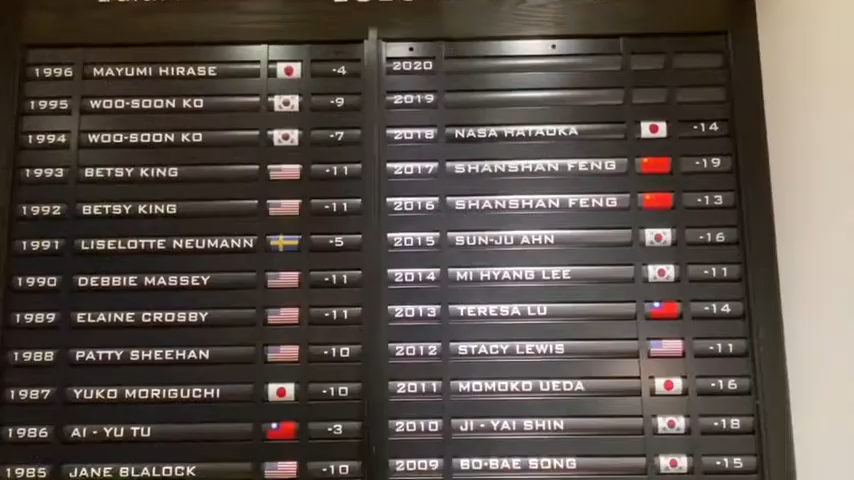 1996 MAYUMI HIRASE -4
1995 WOO-SOON KO -9
1994 WOO-SOON KO -7
1993 BETSY KING -11
1992 BETSY KING -11
1991 LISELOTTE NEUMANN -5
1990 DEBBIE MASSEY -11
1989 ELAINE CROSBY -11
1988 PATTY SHEEHAN -10
1987 YUKO MORIGUCHI -10
1986 AI-YU TU -3
1985 JANE BLALOCK -10
2020
2019
2018 NASA HATAOKA -14
2017 SHANSHAN FENG -19
2016 SHANSHAN FENG -13
2015 SUN-JU AHN -16
2014 MI HYANG LEE -11
2013 TERESA LU -14
2012 STACY LEWIS -11
2011 MOMOKO UEDA -16
2010 JI-YAI SHIN -18
2009 BO-BAE SONG -15